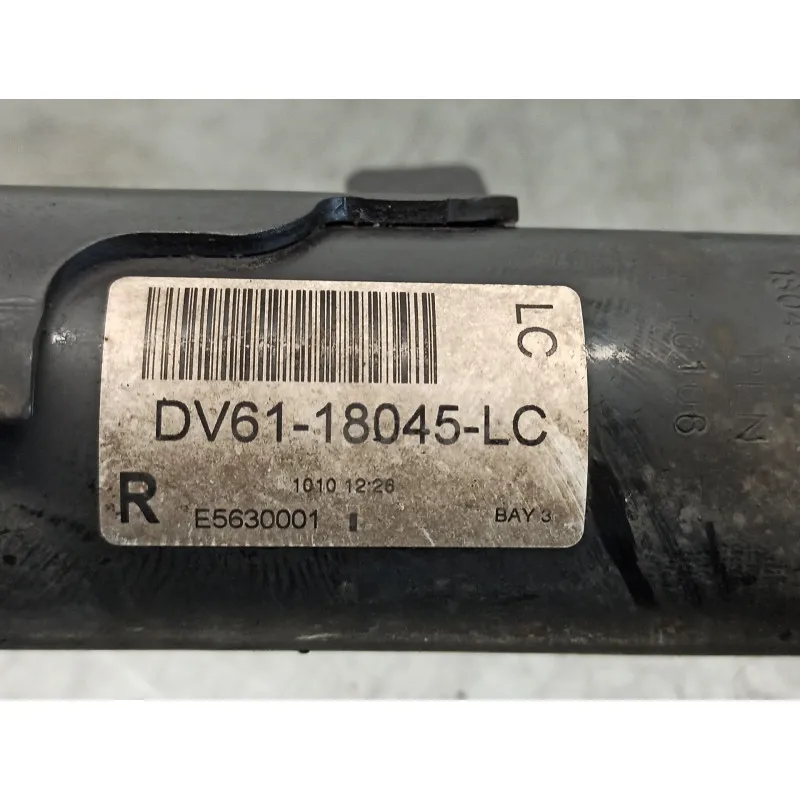 LC
DV61-18045-LC
R
1010 12:26
E5630001
BAY 3